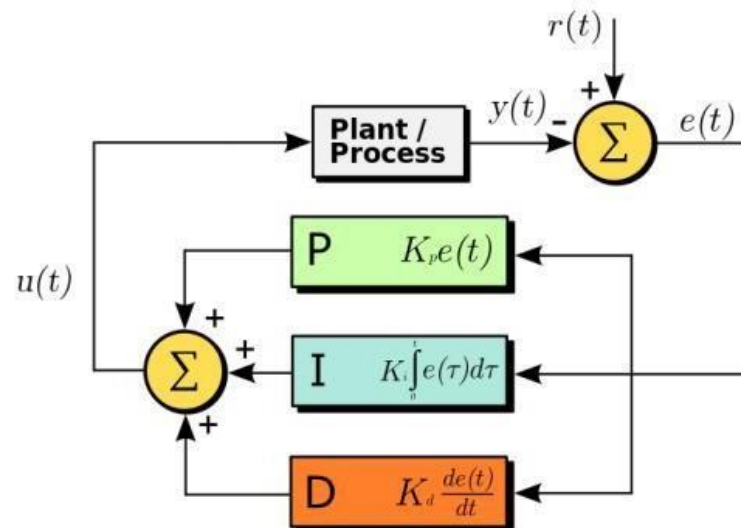 r(t)
+
y(t)
-
Σ
e(t)
Plant /
Process
P K_p e(t)
u(t)
+
+
Σ
I K_i ∫_0^t e(τ)dτ
+
D K_d de(t)/dt